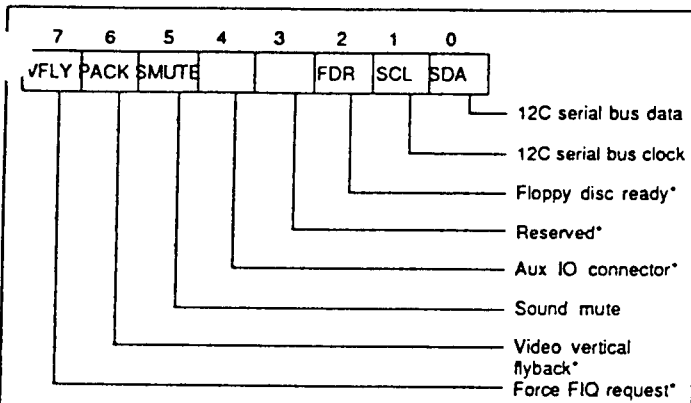 7 6 5 4 3 2 1 0
VFLY PACK SMUTE FDR SCL SDA
12C serial bus data
12C serial bus clock
Floppy disc ready*
Reserved*
Aux IO connector*
Sound mute
Video vertical
flyback*
Force FIQ request*